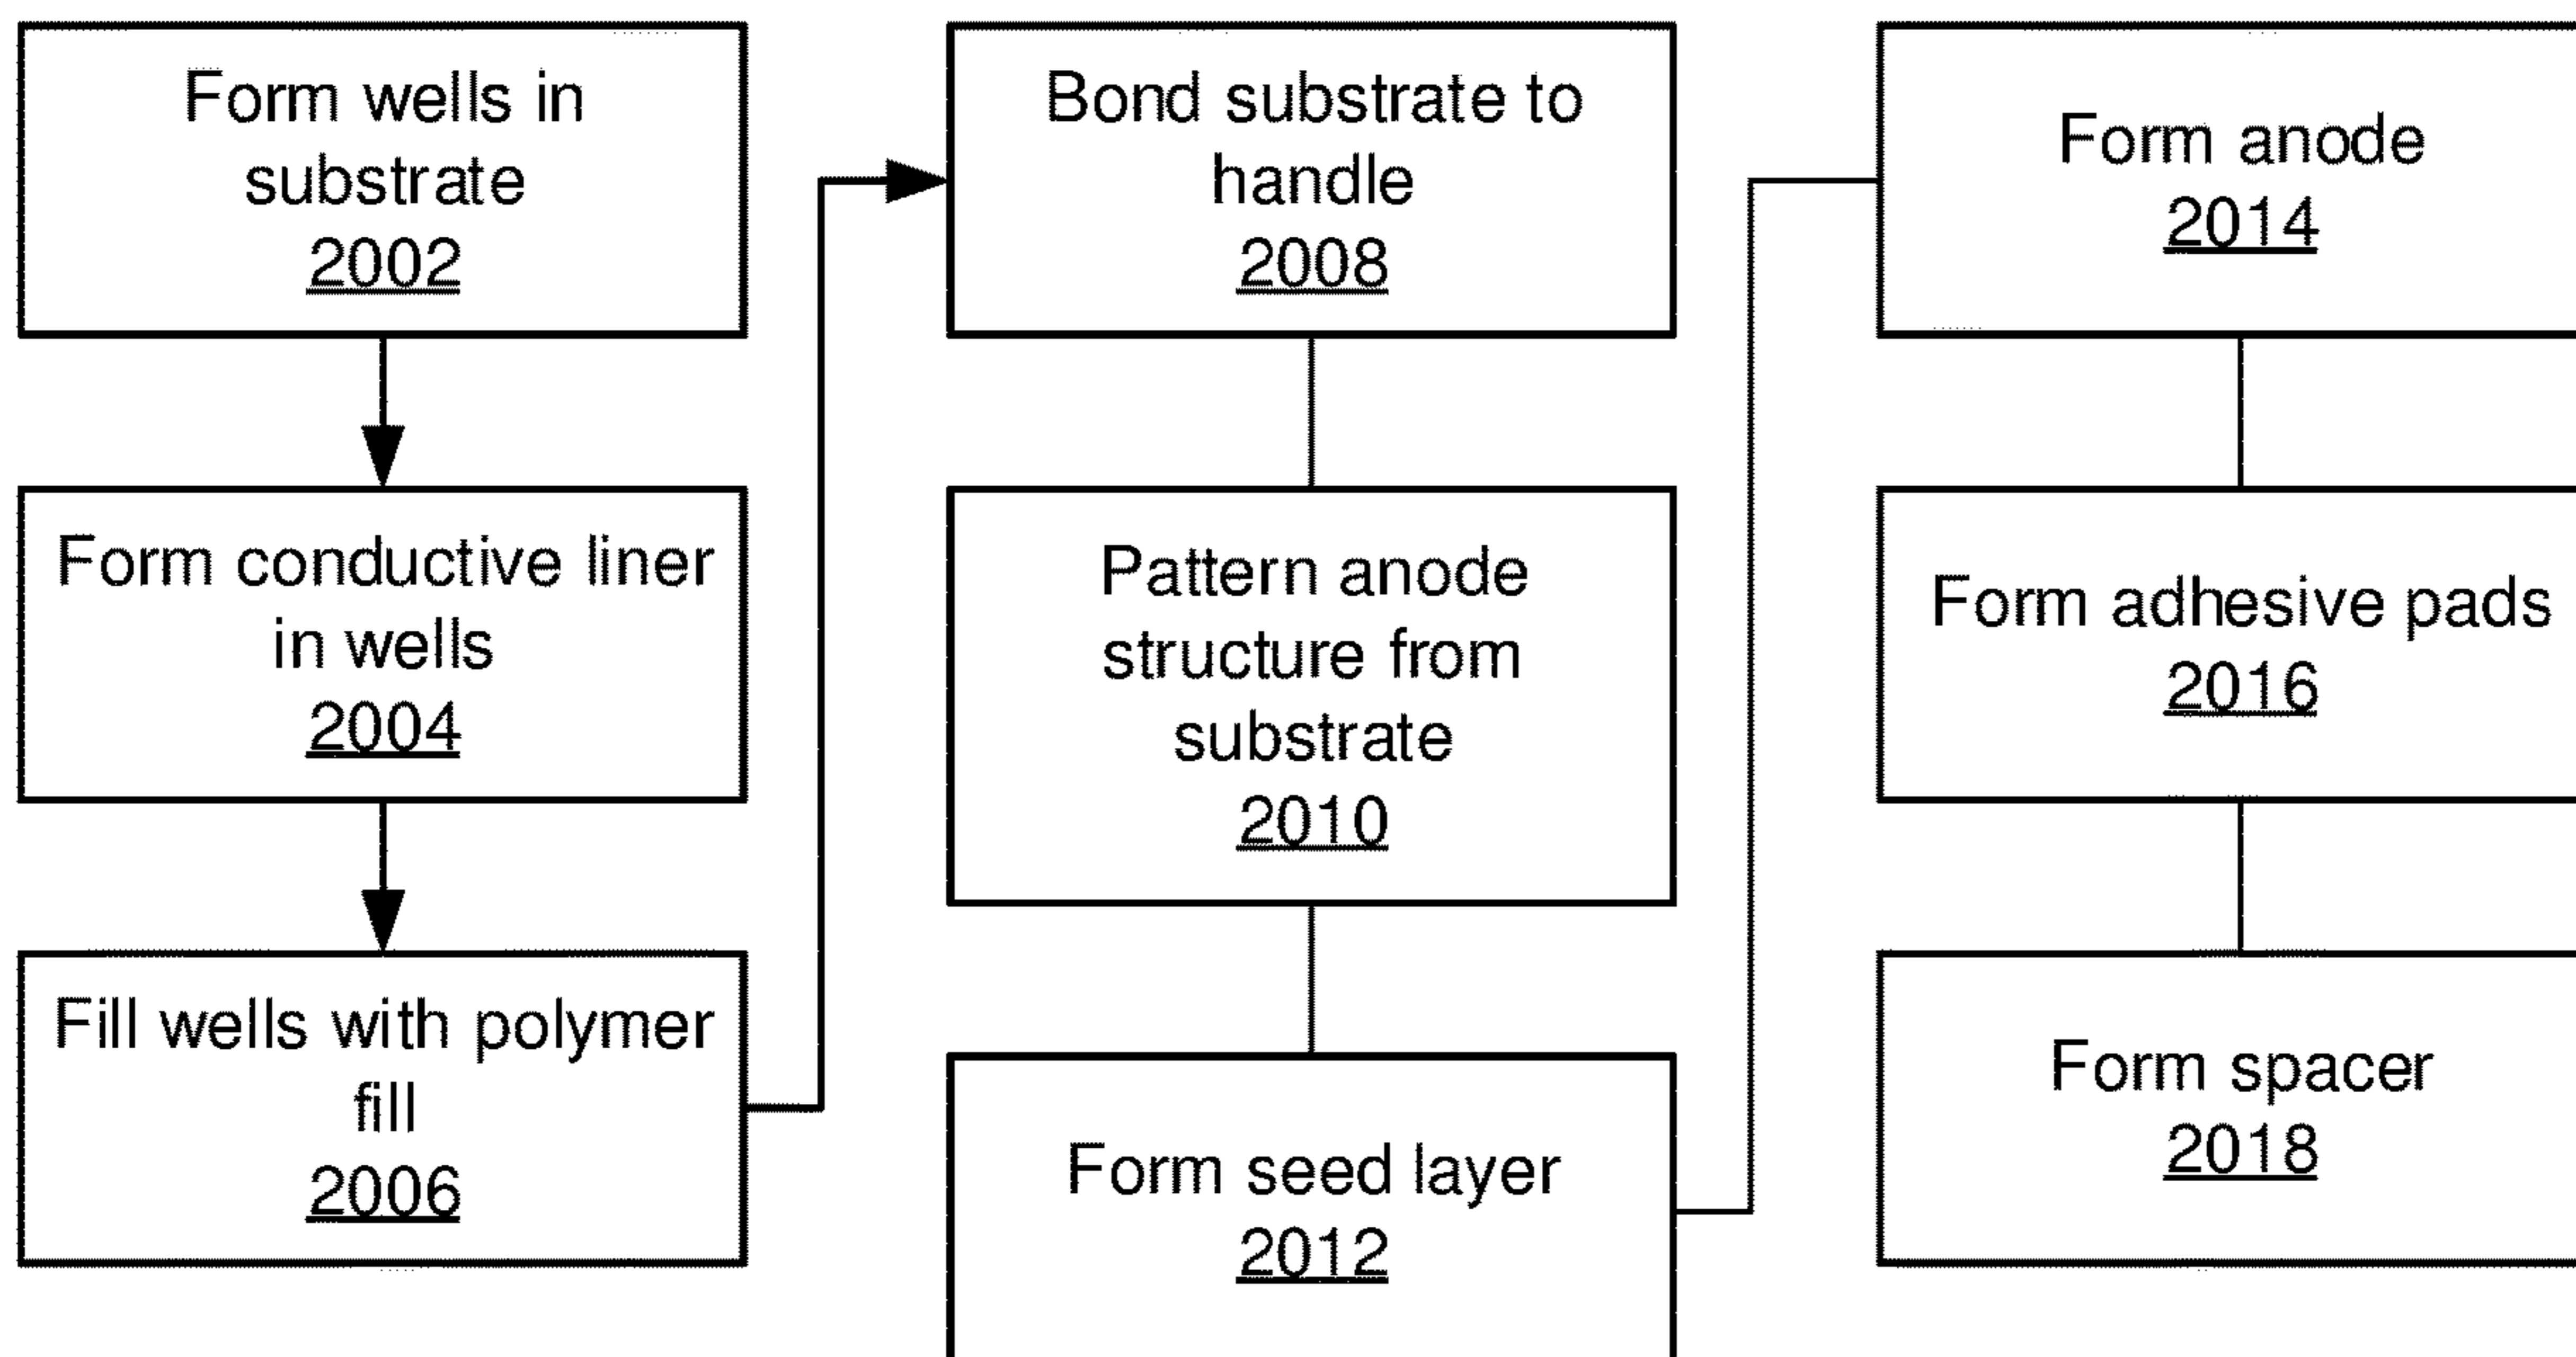 Form wells in
substrate
2002
Form conductive liner
in wells
2004
Fill wells with polymer
fill
2006
Bond substrate to
handle
2008
Pattern anode
structure from
substrate
2010
Form seed layer
2012
Form anode
2014
Form adhesive pads
2016
Form spacer
2018